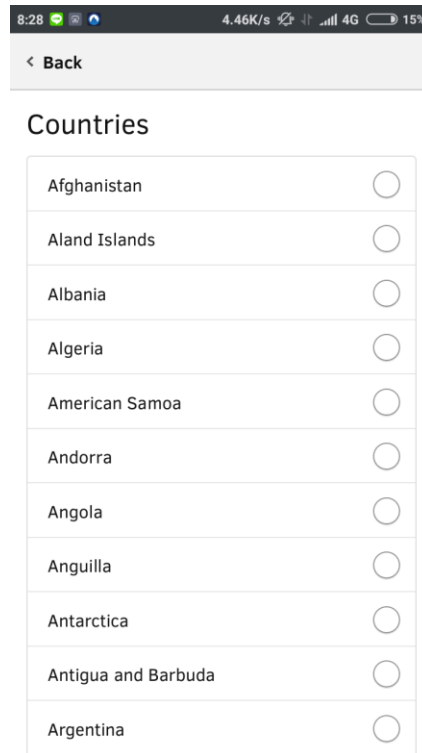 8:28 4.46K/s 4G 15%
< Back
Countries
Afghanistan
Aland Islands
Albania
Algeria
American Samoa
Andorra
Angola
Anguilla
Antarctica
Antigua and Barbuda
Argentina